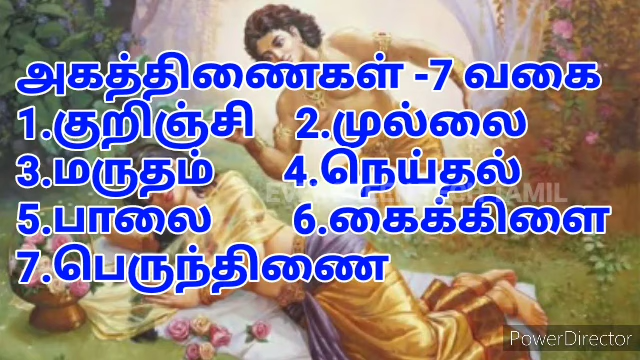 அகத்திணைகள் -7 வகை
1.குறிஞ்சி 2.முல்லை
3.மருதம் 4.நெய்தல்
5.பாலை 6.கைக்கிளை
7.பெருந்திணை
PowerDirector